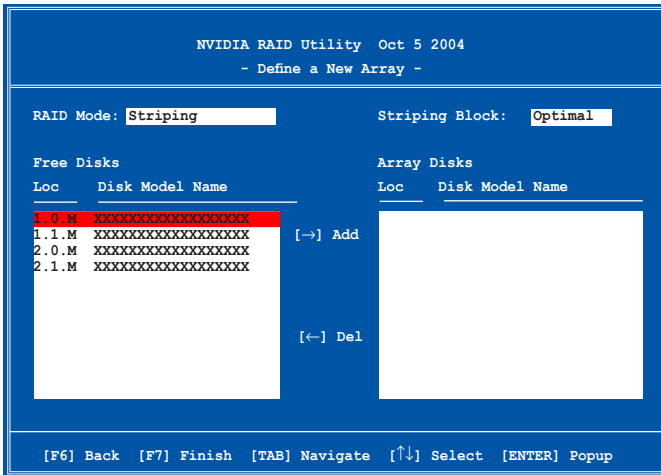 NVIDIA RAID Utility Oct 5 2004
- Define a New Array -
RAID Mode: Striping
Striping Block: Optimal
Free Disks
Array Disks
Loc Disk Model Name
Loc Disk Model Name
1.0.M XXXXXXXXXXXXXXXXXX
1.1.M XXXXXXXXXXXXXXXXXX
2.0.M XXXXXXXXXXXXXXXXXX
2.1.M XXXXXXXXXXXXXXXXXX
[→] Add
[←] Del
[F6] Back [F7] Finish [TAB] Navigate [↑↓] Select [ENTER] Popup